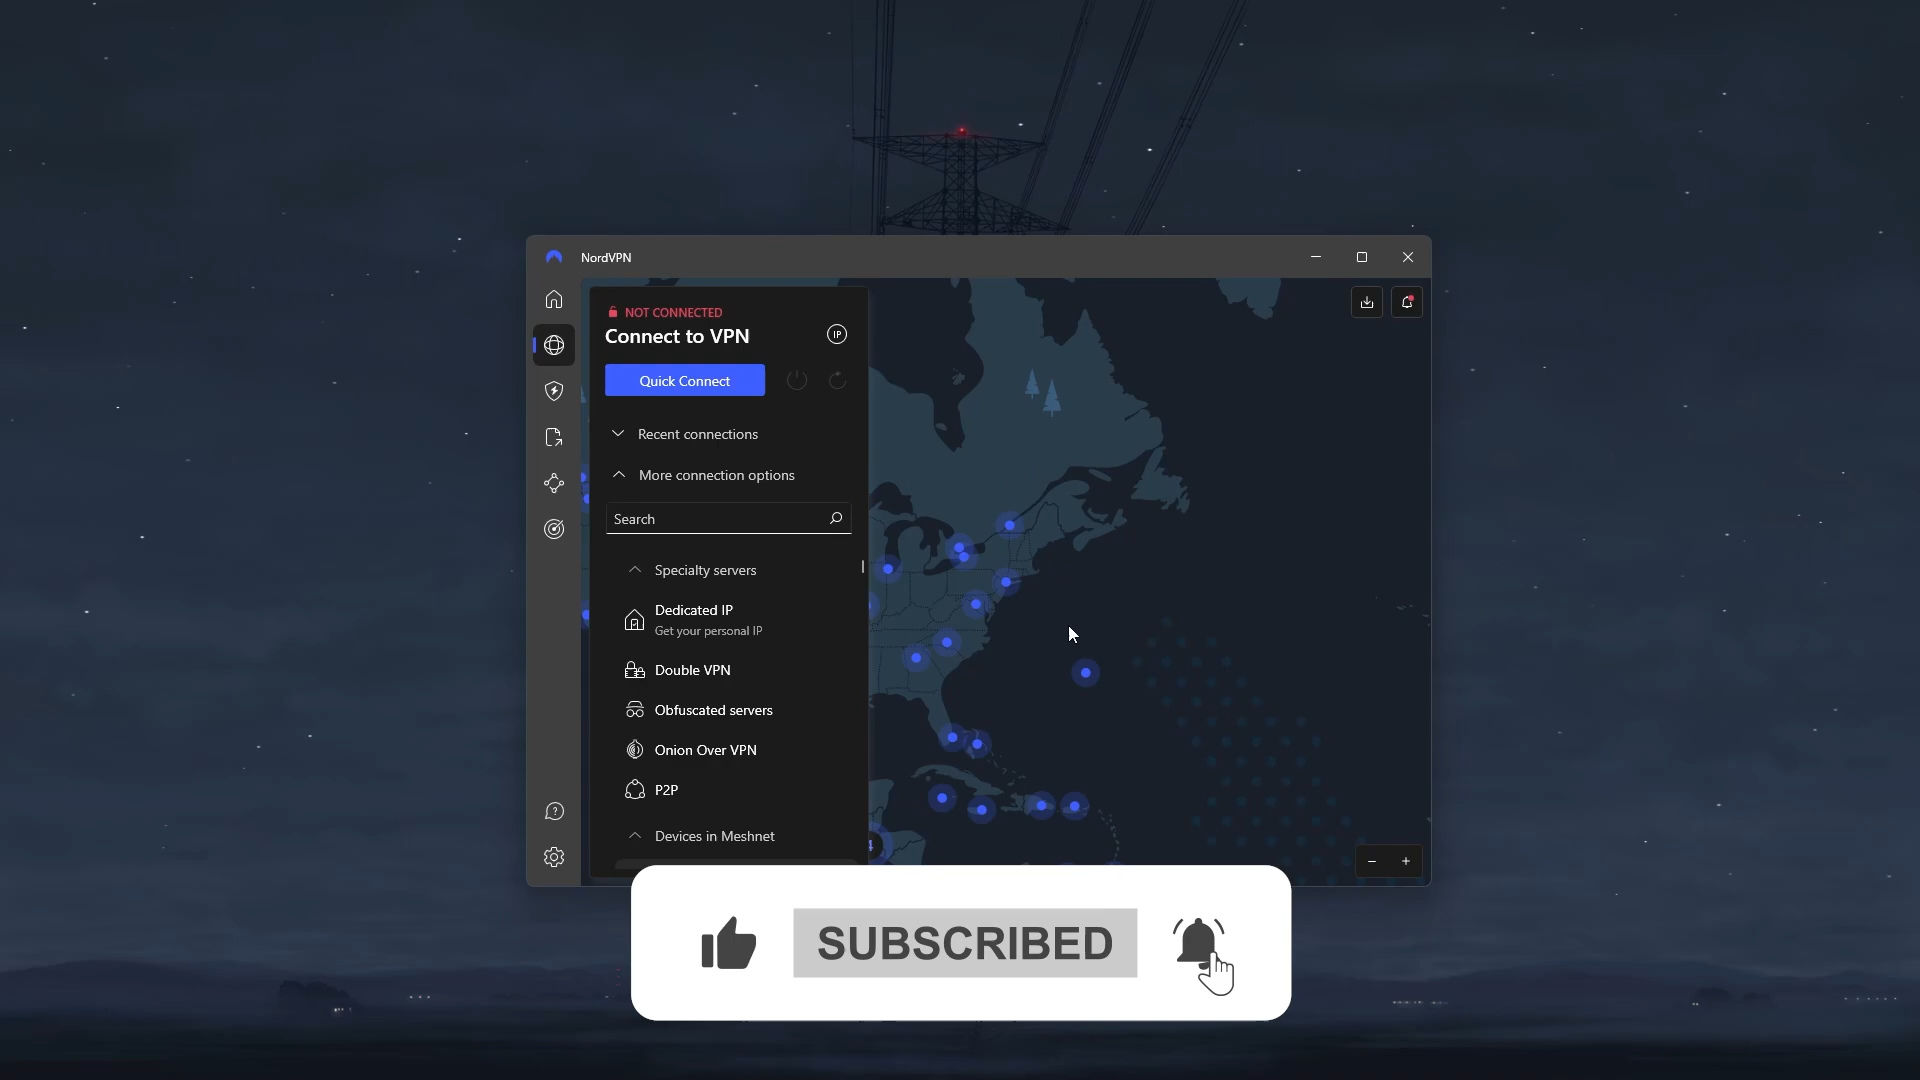 NordVPN
NOT CONNECTED
Connect to VPN
IP
Quick Connect
Recent connections
More connection options
Search
Specialty servers
Dedicated IP
Get your personal IP
Double VPN
Obfuscated servers
Onion Over VPN
P2P
Devices in Meshnet
SUBSCRIBED